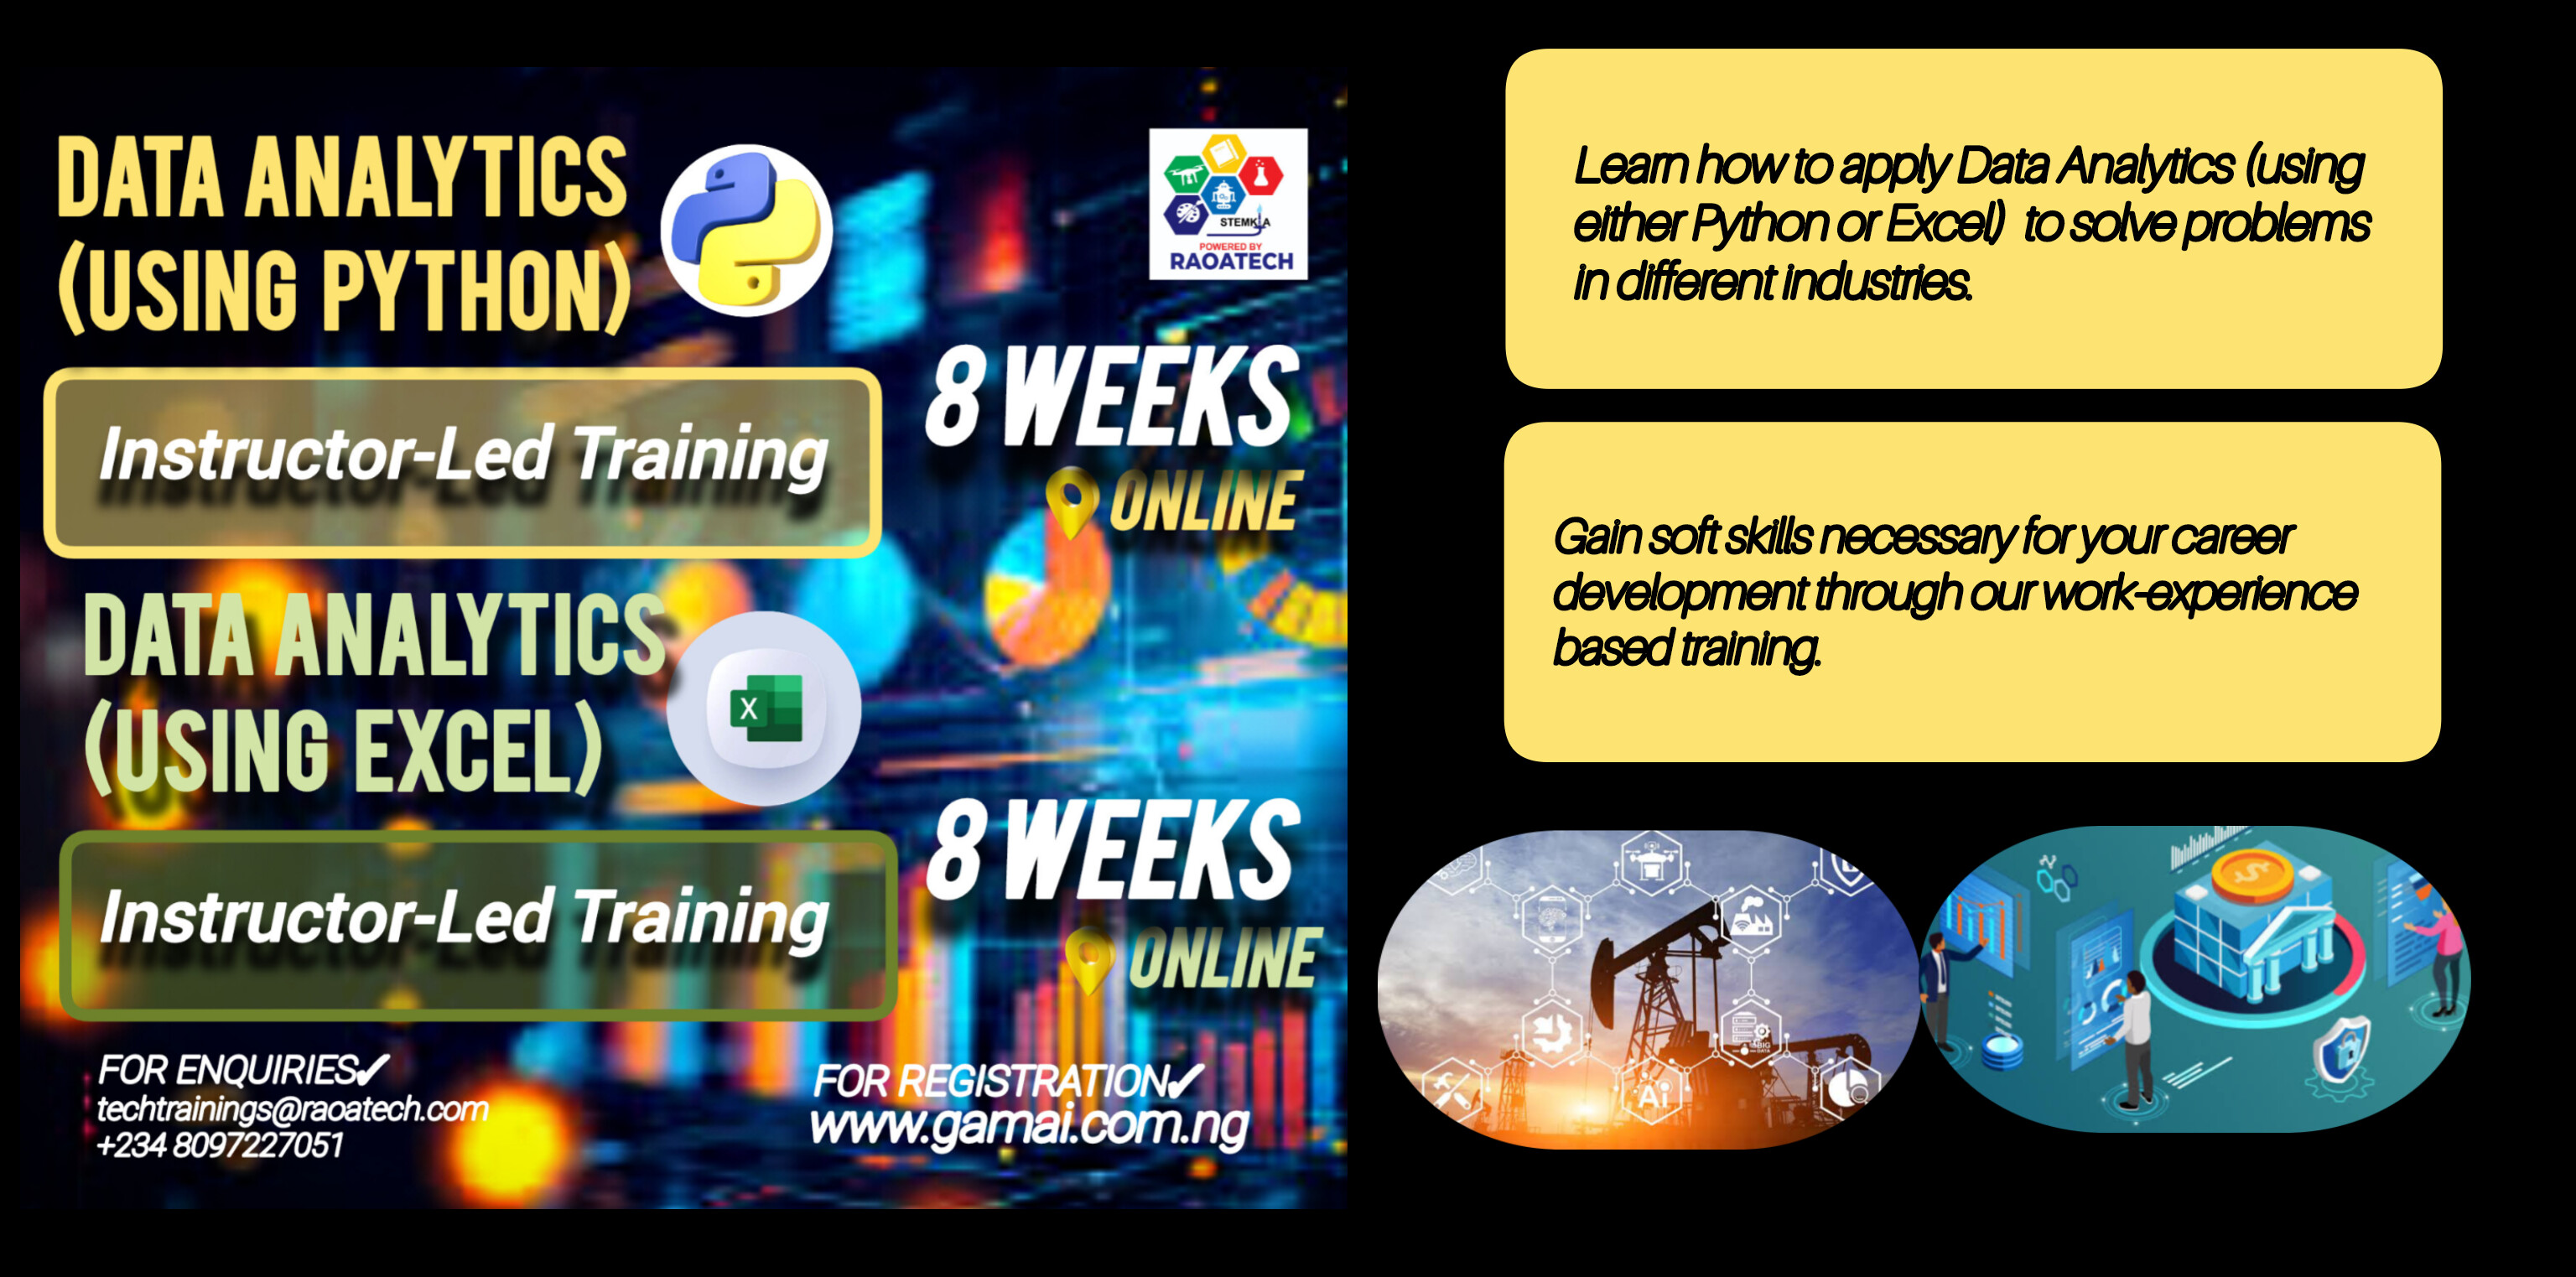 DATA ANALYTICS
(USING PYTHON)
STEMKLA
POWERED BY
RAOATECH
Instructor-Led Training
8 WEEKS
ONLINE
DATA ANALYTICS
(USING EXCEL)
X
Instructor-Led Training
8 WEEKS
ONLINE
FOR ENQUIRIES✓
techtrainings@raoatech.com
+234 8097227051
FOR REGISTRATION✓
www.gamai.com.ng
Learn how to apply Data Analytics (using
either Python or Excel) to solve problems
in different industries.
Gain soft skills necessary for your career
development through our work-experience
based training.
BIG
DATA
Ai
$